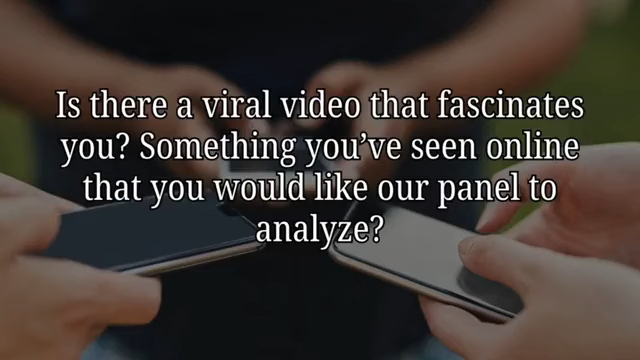 Is there a viral video that fascinates
you? Something you’ve seen online
that you would like our panel to
analyze?